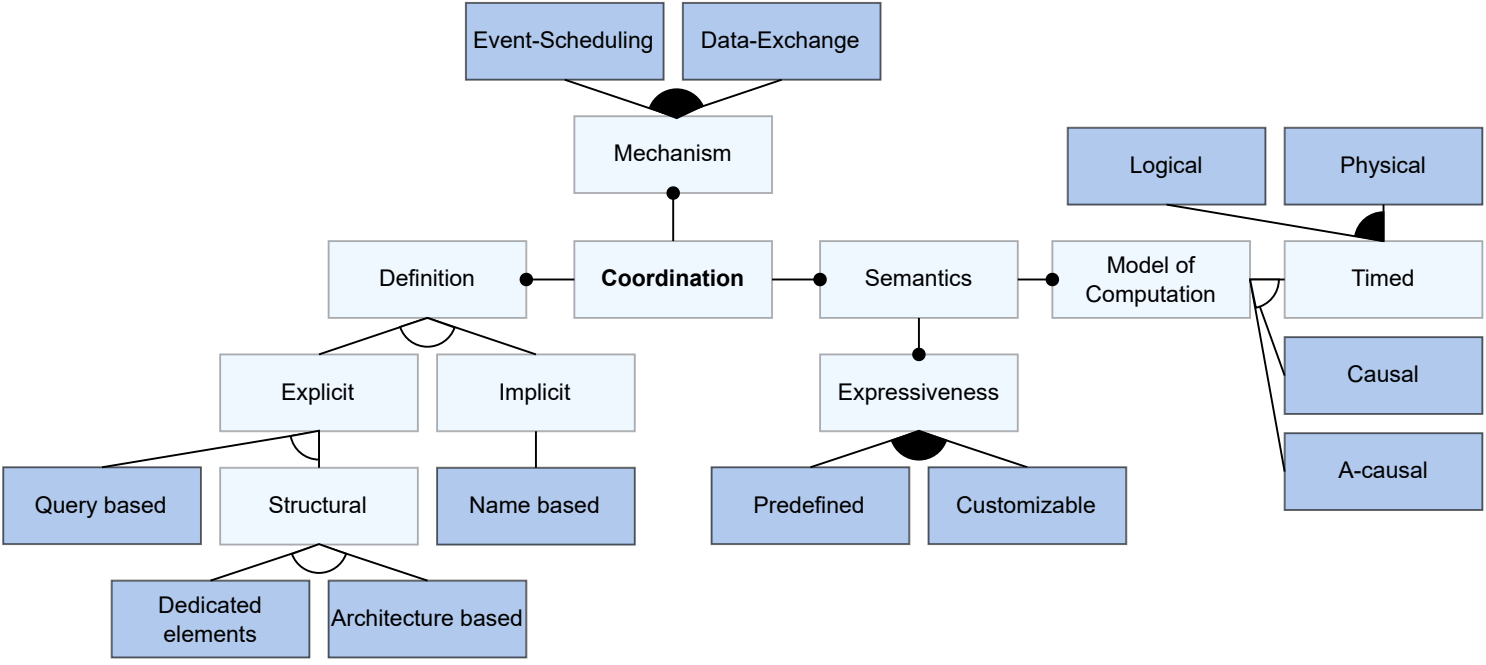 Event-Scheduling
Data-Exchange
Mechanism
Logical
Physical
Definition
Coordination
Semantics
Model of
Computation
Timed
Explicit
Implicit
Expressiveness
Causal
Query based
Structural
Name based
Predefined
Customizable
A-causal
Dedicated
elements
Architecture based